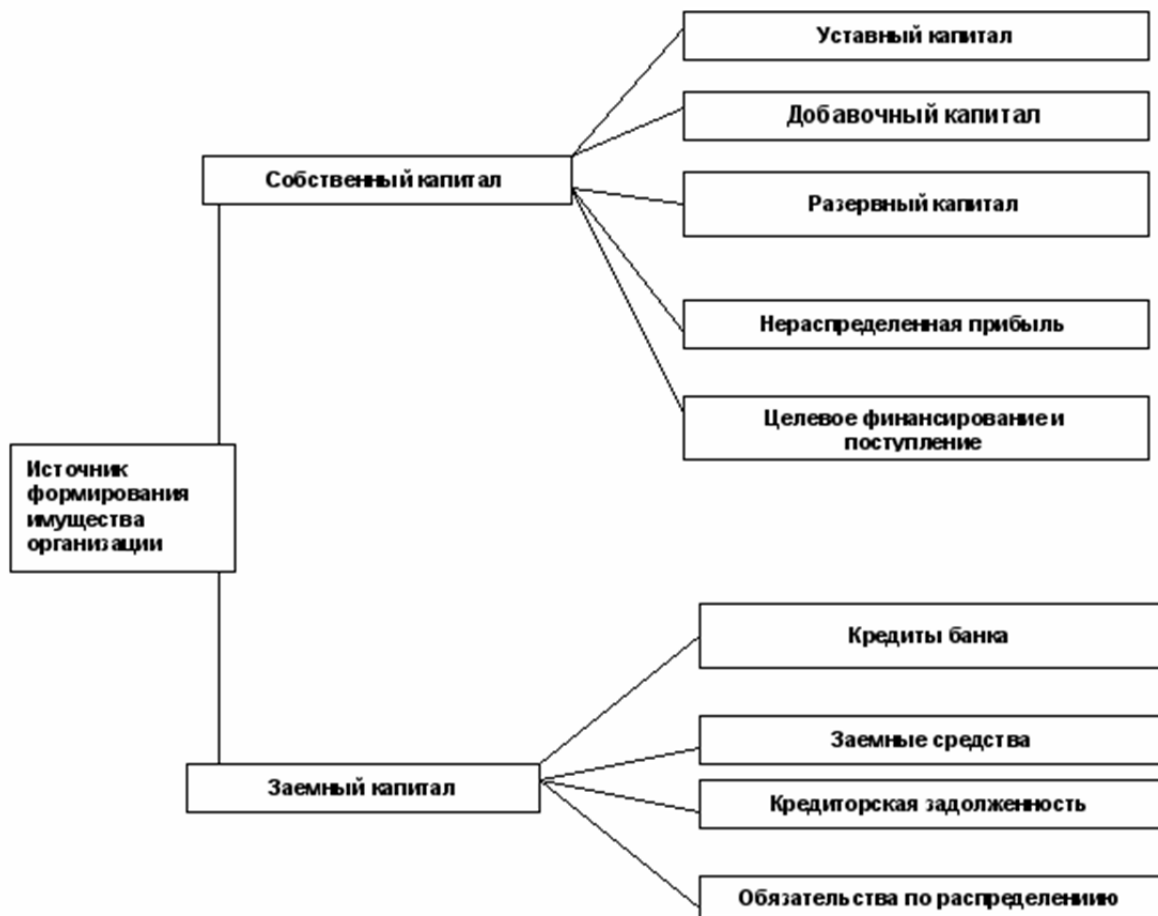 Уставный капитал
Добавочный капитал
Собственный капитал
Разервный капитал
Нераспределенная прибыль
Целевое финансирование и
поступление
Источник
формирования
имущества
организации
Кредиты банка
Заемные средства
Заемный капитал
Кредиторская задолженность
Обязательства по распределениию